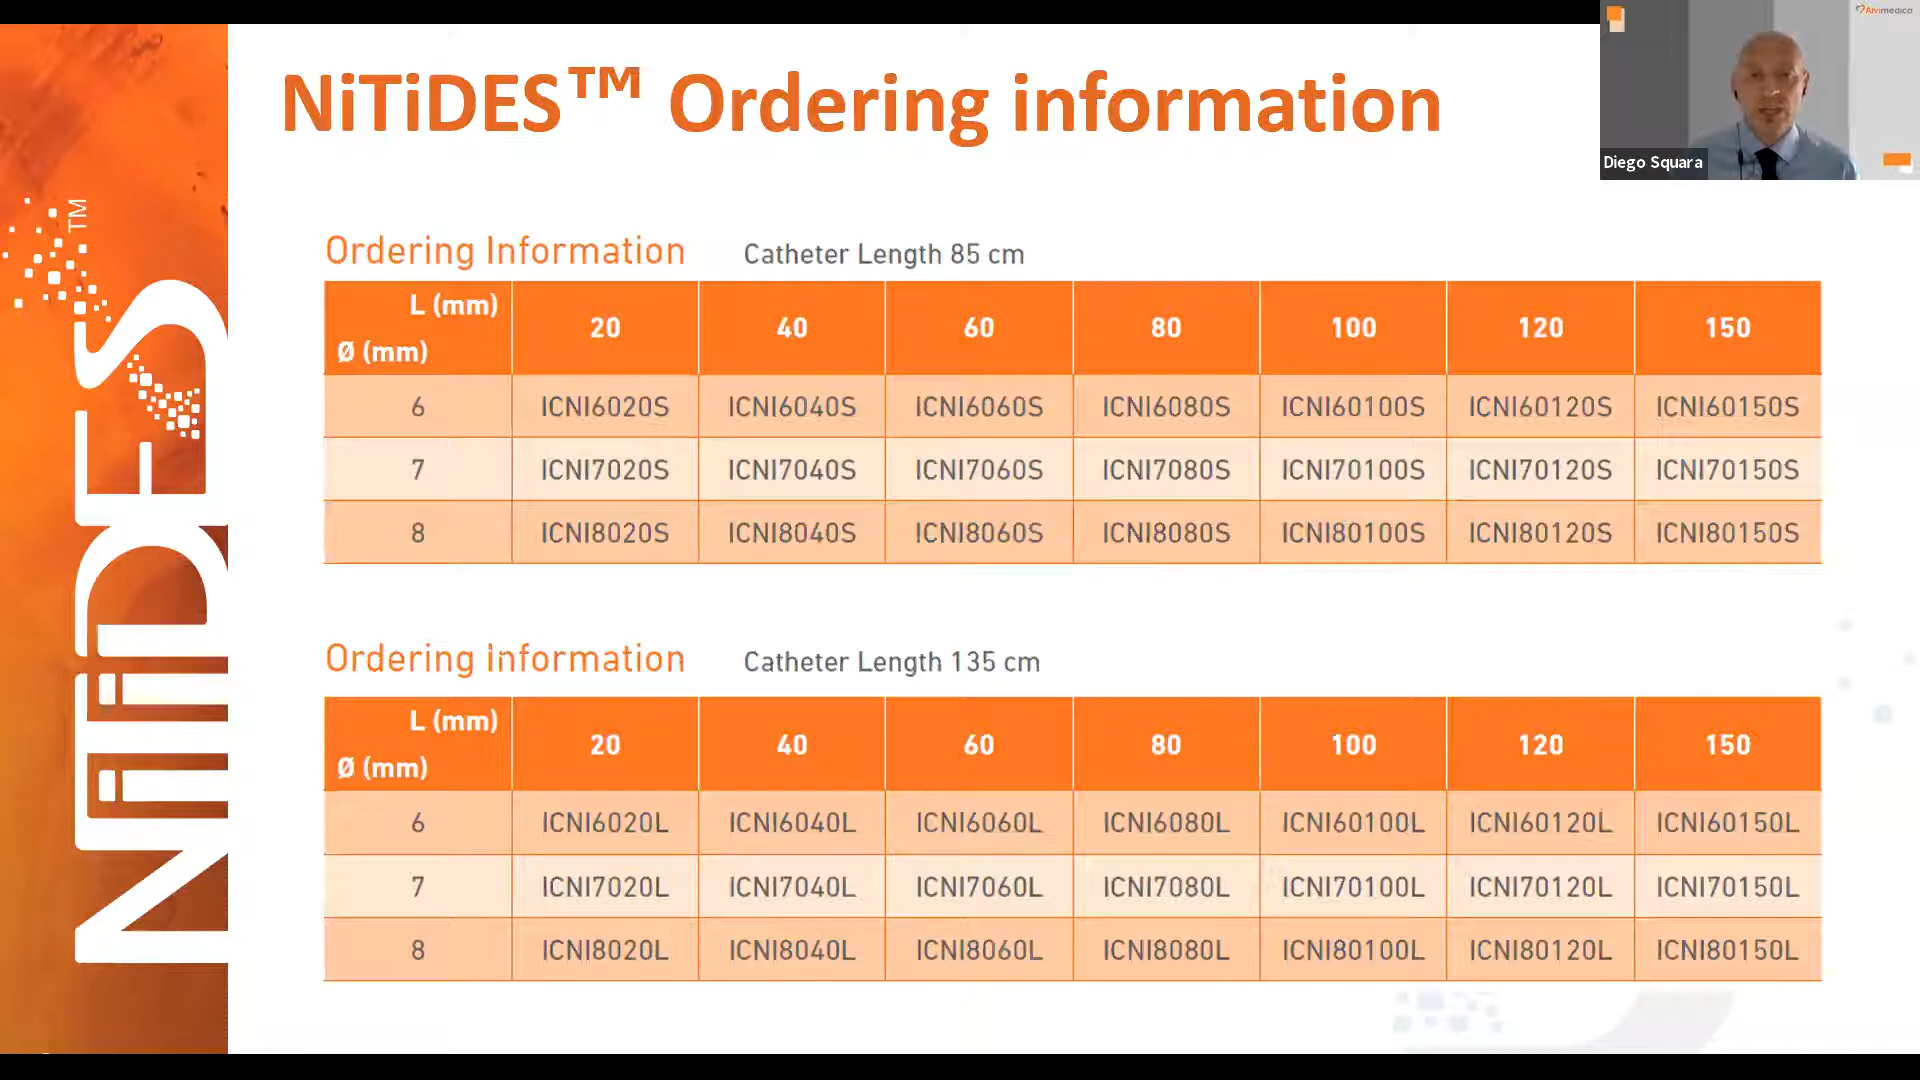 NiTiDES™ Ordering information
Alvimedica
Diego Squara
NiTiDES™
Ordering Information Catheter Length 85 cm
L (mm)
Ø (mm) 20 40 60 80 100 120 150
6 ICNI6020S ICNI6040S ICNI6060S ICNI6080S ICNI60100S ICNI60120S ICNI60150S
7 ICNI7020S ICNI7040S ICNI7060S ICNI7080S ICNI70100S ICNI70120S ICNI70150S
8 ICNI8020S ICNI8040S ICNI8060S ICNI8080S ICNI80100S ICNI80120S ICNI80150S
Ordering Information Catheter Length 135 cm
L (mm)
Ø (mm) 20 40 60 80 100 120 150
6 ICNI6020L ICNI6040L ICNI6060L ICNI6080L ICNI60100L ICNI60120L ICNI60150L
7 ICNI7020L ICNI7040L ICNI7060L ICNI7080L ICNI70100L ICNI70120L ICNI70150L
8 ICNI8020L ICNI8040L ICNI8060L ICNI8080L ICNI80100L ICNI80120L ICNI80150L